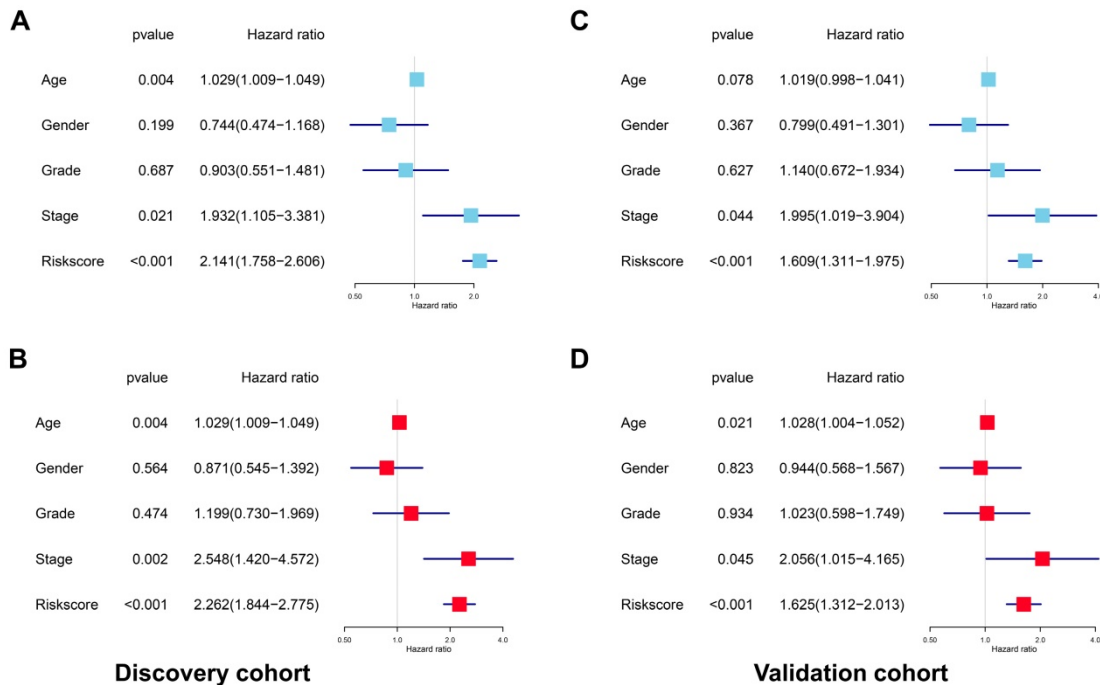 A
pvalue Hazard ratio
Age 0.004 1.029(1.009−1.049)
Gender 0.199 0.744(0.474−1.168)
Grade 0.687 0.903(0.551−1.481)
Stage 0.021 1.932(1.105−3.381)
Riskscore <0.001 2.141(1.758−2.606)
0.50 1.0 2.0
Hazard ratio
B
pvalue Hazard ratio
Age 0.004 1.029(1.009−1.049)
Gender 0.564 0.871(0.545−1.392)
Grade 0.474 1.199(0.730−1.969)
Stage 0.002 2.548(1.420−4.572)
Riskscore <0.001 2.262(1.844−2.775)
0.50 1.0 2.0 4.0
Hazard ratio
Discovery cohort
C
pvalue Hazard ratio
Age 0.078 1.019(0.998−1.041)
Gender 0.367 0.799(0.491−1.301)
Grade 0.627 1.140(0.672−1.934)
Stage 0.044 1.995(1.019−3.904)
Riskscore <0.001 1.609(1.311−1.975)
0.50 1.0 2.0 4.0
Hazard ratio
D
pvalue Hazard ratio
Age 0.021 1.028(1.004−1.052)
Gender 0.823 0.944(0.568−1.567)
Grade 0.934 1.023(0.598−1.749)
Stage 0.045 2.056(1.015−4.165)
Riskscore <0.001 1.625(1.312−2.013)
0.50 1.0 2.0 4.0
Hazard ratio
Validation cohort